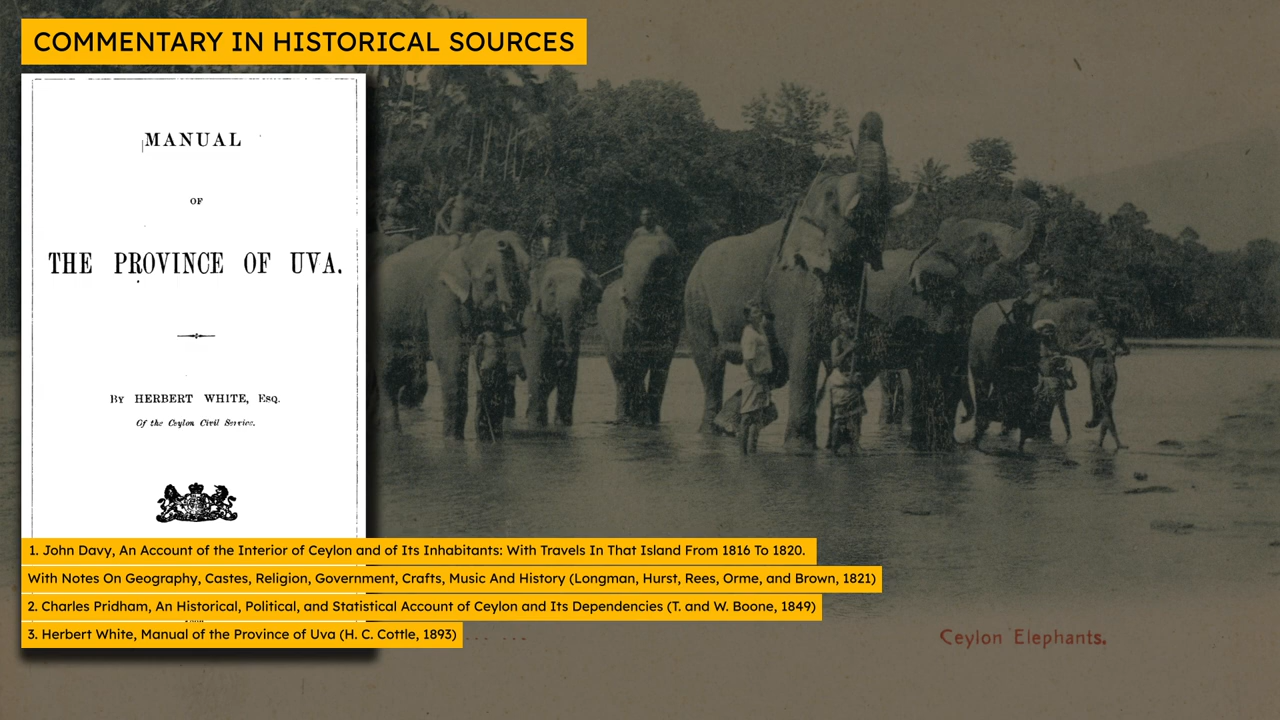 COMMENTARY IN HISTORICAL SOURCES
MANUAL
OF
THE PROVINCE OF UVA.
BY HERBERT WHITE, Esq.
Of the Ceylon Civil Service.
1. John Davy, An Account of the Interior of Ceylon and of Its Inhabitants: With Travels In That Island From 1816 To 1820.
With Notes On Geography, Castes, Religion, Government, Crafts, Music And History (Longman, Hurst, Rees, Orme, and Brown, 1821)
2. Charles Pridham, An Historical, Political, and Statistical Account of Ceylon and Its Dependencies (T. and W. Boone, 1849)
3. Herbert White, Manual of the Province of Uva (H. C. Cottle, 1893)
Ceylon Elephants.